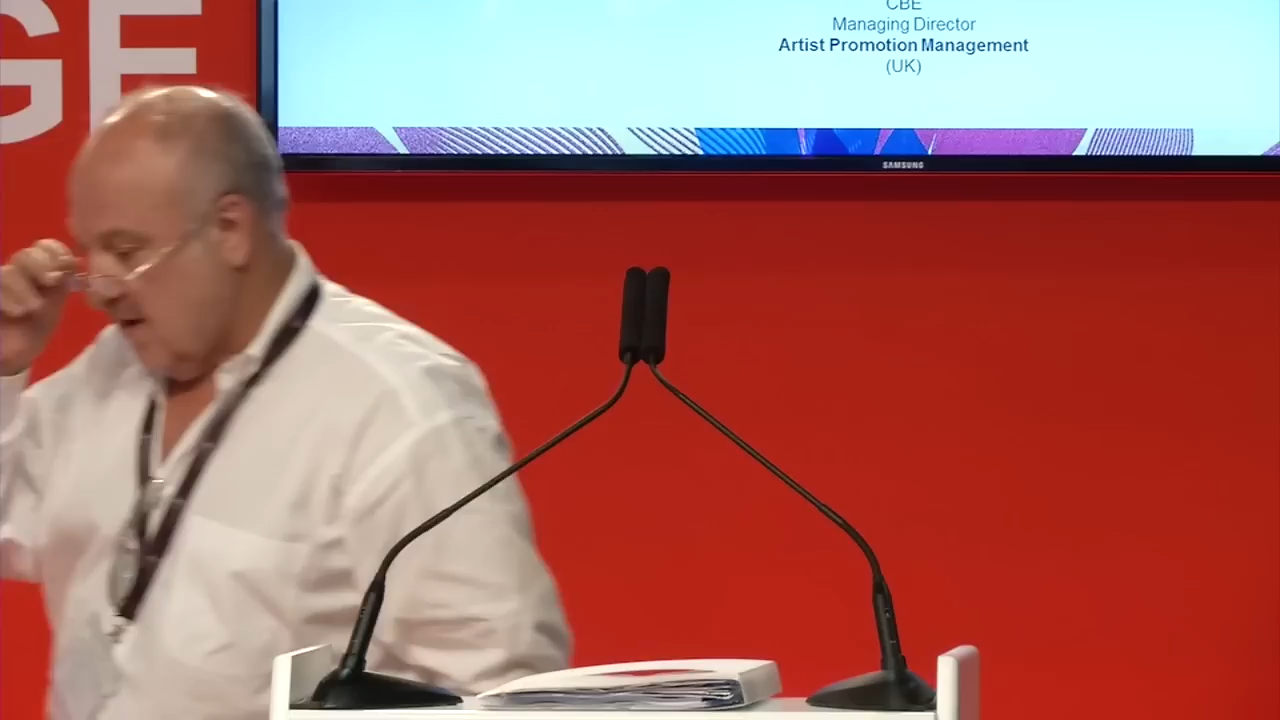 GE
CBE
Managing Director
Artist Promotion Management
(UK)
SAMSUNG